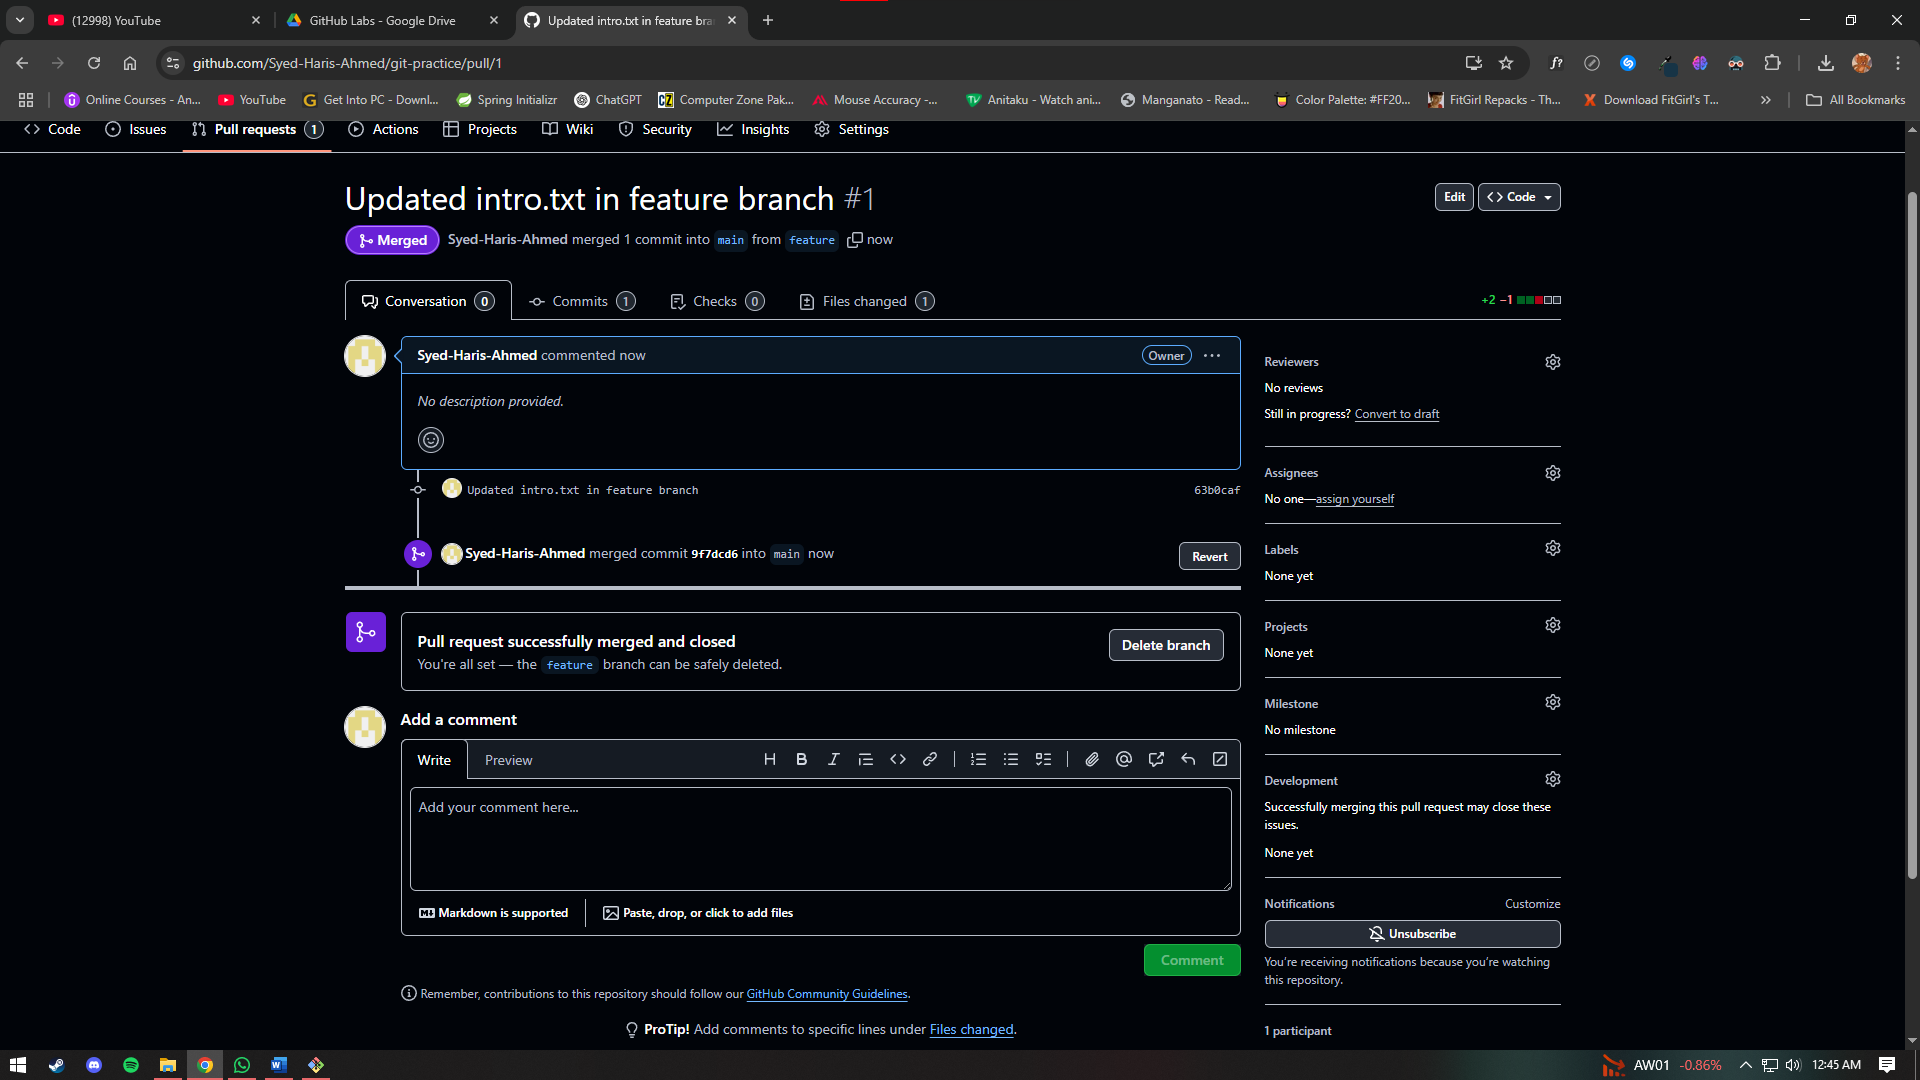 (12998) YouTube
GitHub Labs - Google Drive
Updated intro.txt in feature bra
github.com/Syed-Haris-Ahmed/git-practice/pull/1
Online Courses - An...
YouTube
Get Into PC - Downl...
Spring Initializr
ChatGPT
Computer Zone Pak...
Mouse Accuracy -...
Anitaku - Watch ani...
Manganato - Read...
Color Palette: #FF20...
FitGirl Repacks - Th...
Download FitGirl's T...
All Bookmarks
Code
Issues
Pull requests 1
Actions
Projects
Wiki
Security
Insights
Settings
Updated intro.txt in feature branch #1
Edit
Code
Merged
Syed-Haris-Ahmed merged 1 commit into main from feature now
Conversation 0
Commits 1
Checks 0
Files changed 1
+2 −1
Syed-Haris-Ahmed commented now
Owner
No description provided.
Updated intro.txt in feature branch
63b0caf
Syed-Haris-Ahmed merged commit 9f7dcd6 into main now
Revert
Pull request successfully merged and closed
You're all set — the feature branch can be safely deleted.
Delete branch
Add a comment
Write
Preview
Add your comment here...
Markdown is supported
Paste, drop, or click to add files
Comment
Remember, contributions to this repository should follow our GitHub Community Guidelines.
ProTip! Add comments to specific lines under Files changed.
Reviewers
No reviews
Still in progress? Convert to draft
Assignees
No one—assign yourself
Labels
None yet
Projects
None yet
Milestone
No milestone
Development
Successfully merging this pull request may close these
issues.
None yet
Notifications
Customize
Unsubscribe
You're receiving notifications because you're watching
this repository.
1 participant
AW01 -0.86%
12:45 AM